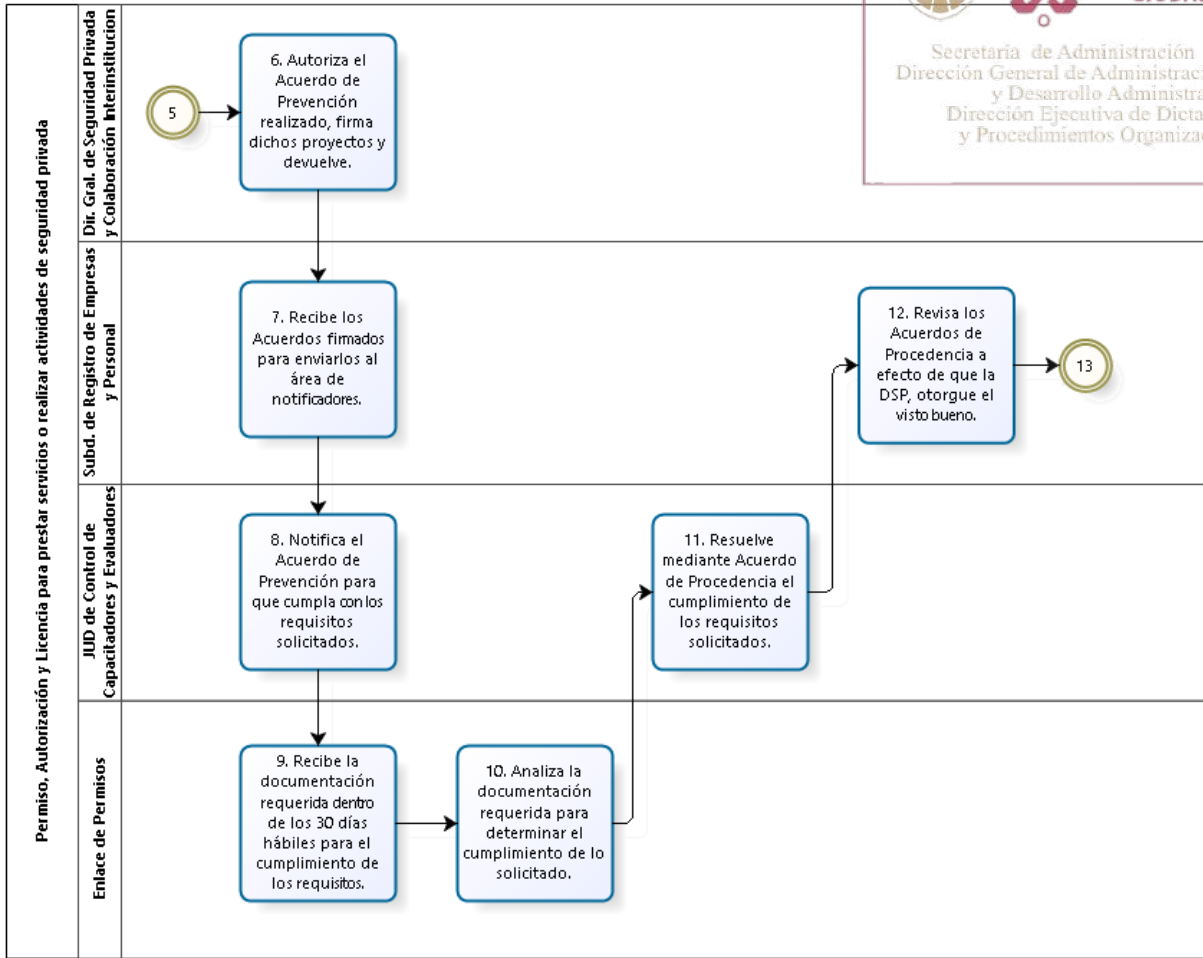 Permiso, Autorización y Licencia para prestar servicios o realizar actividades de seguridad privada
Dir. Gral. de Seguridad Privada
y Colaboración Interinstitucion
5
6. Autoriza el
Acuerdo de
Prevención
realizado, firma
dichos proyectos y
devuelve.
Secretaría de Administración
Dirección General de
y Desarrollo
Dirección Ejecutiva de
y Procedimientos
Subd. de Registro de Empresas
y Personal
7. Recibe los
Acuerdos firmados
para enviarlos al
área de
notificadores.
12. Revisa los
Acuerdos de
Procedencia a
efecto de que la
DSP, otorgue el
visto bueno.
13
JUD de Control de
Capacitadores y Evaluadores
8. Notifica el
Acuerdo de
Prevención para
que cumpla con los
requisitos
solicitados.
11. Resuelve
mediante Acuerdo
de Procedencia el
cumplimiento de
los requisitos
solicitados.
Enlace de Permisos
9. Recibe la
documentación
requerida dentro
de los 30 días
hábiles para el
cumplimiento de
los requisitos.
10. Analiza la
documentación
requerida para
determinar el
cumplimiento de lo
solicitado.